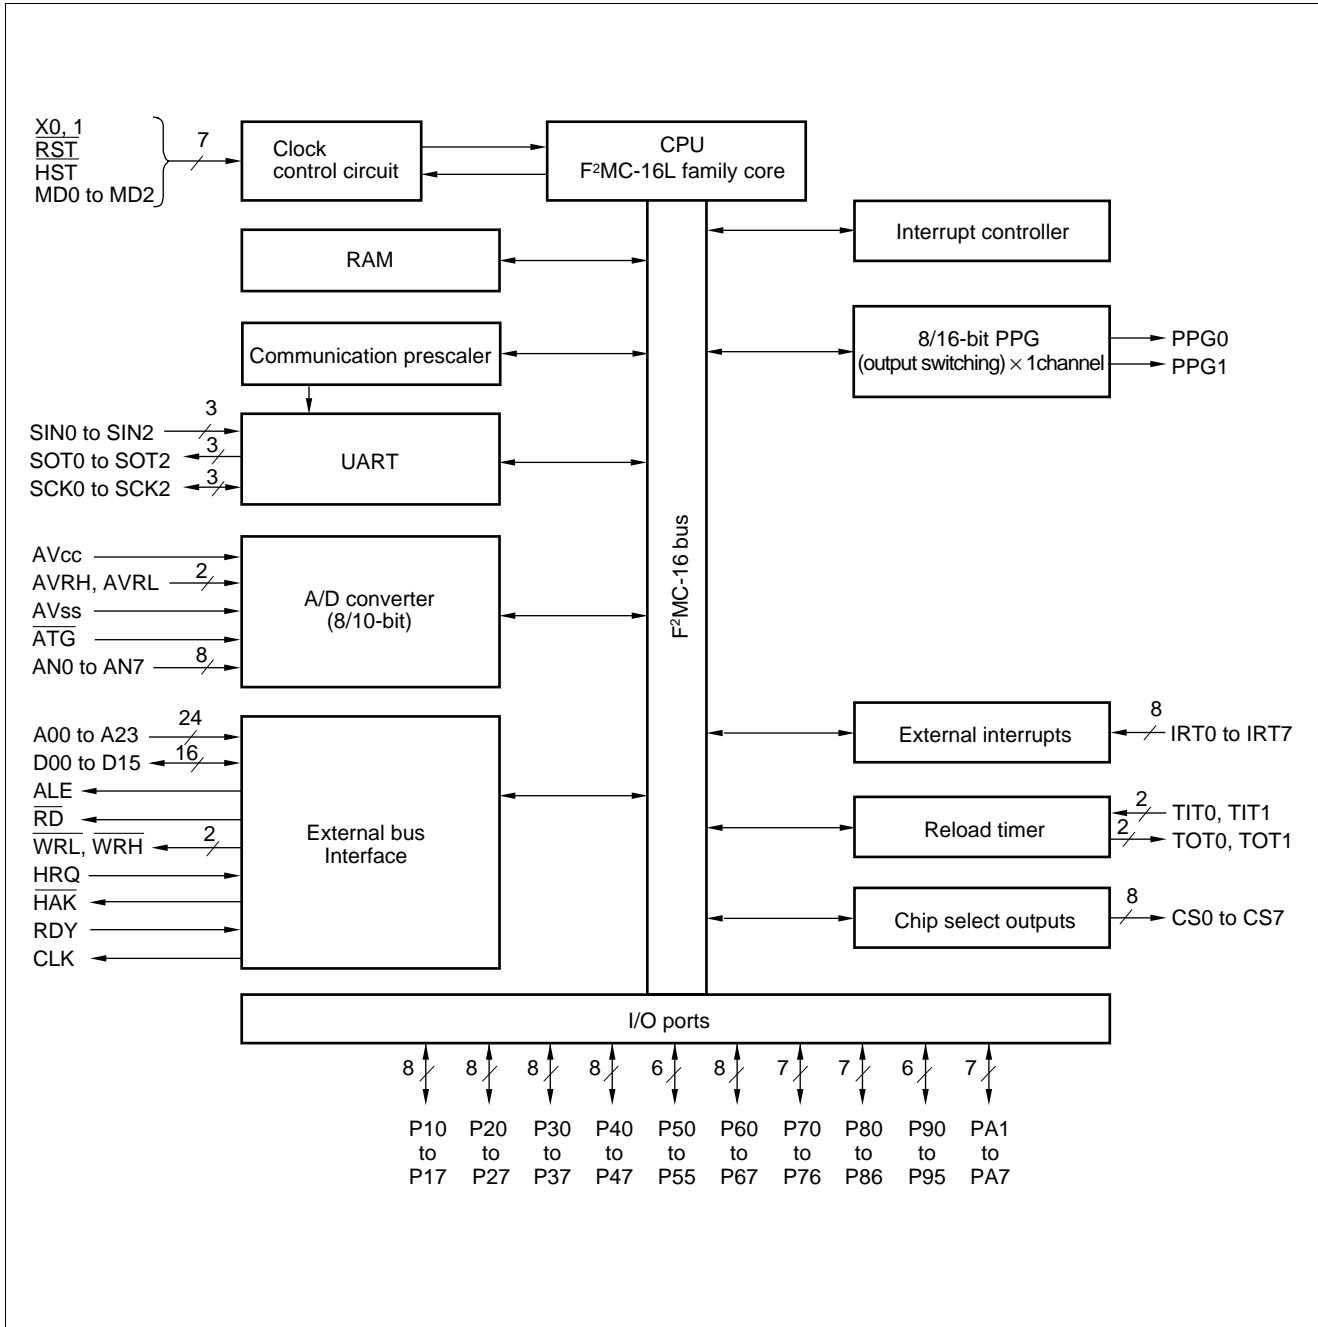 X0, 1
RST
HST
MD0 to MD2
7
Clock
control circuit
CPU
F²MC-16L family core
RAM
Interrupt controller
Communication prescaler
8/16-bit PPG
(output switching) × 1channel
PPG0
PPG1
SIN0 to SIN2
3
SOT0 to SOT2
3
SCK0 to SCK2
3
UART
F²MC-16 bus
AVcc
AVRH, AVRL
2
AVss
ATG
AN0 to AN7
8
A/D converter
(8/10-bit)
A00 to A23
24
D00 to D15
16
ALE
RD
WRL, WRH
2
HRQ
HAK
RDY
CLK
External bus
Interface
External interrupts
8
IRT0 to IRT7
Reload timer
2
TIT0, TIT1
2
TOT0, TOT1
Chip select outputs
8
CS0 to CS7
I/O ports
8 8 8 8 6 8 7 7 6 7
P10 P20 P30 P40 P50 P60 P70 P80 P90 PA1
to to to to to to to to to to
P17 P27 P37 P47 P55 P67 P76 P86 P95 PA7